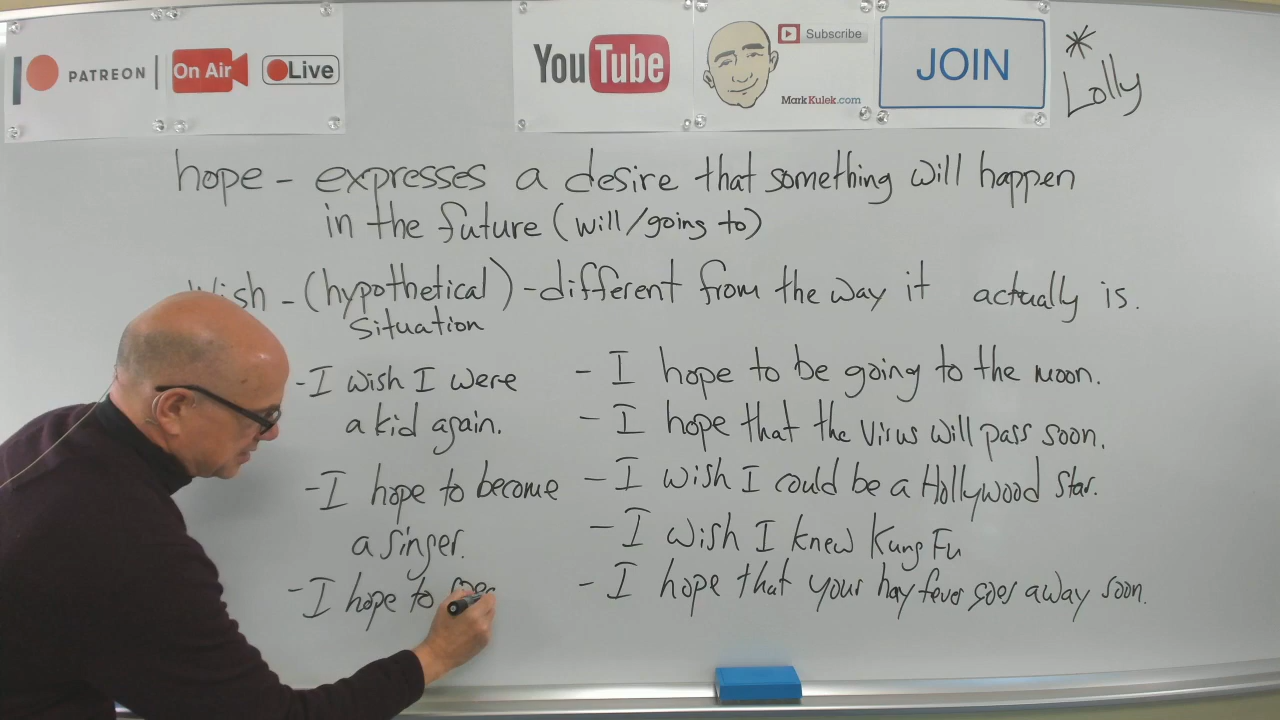 PATREON
On Air
Live
YouTube
Subscribe
MarkKulek.com
JOIN
* Lolly
hope - expresses a desire that something will happen
in the future (will/going to)
Wish - (hypothetical) - different from the way it actually is.
situation
- I wish I were
a kid again.
- I hope to become
a singer.
- I hope to
- I hope to be going to the moon.
- I hope that the Virus will pass soon.
- I wish I could be a Hollywood Star.
- I wish I knew Kung Fu
- I hope that your hay fever goes away soon.